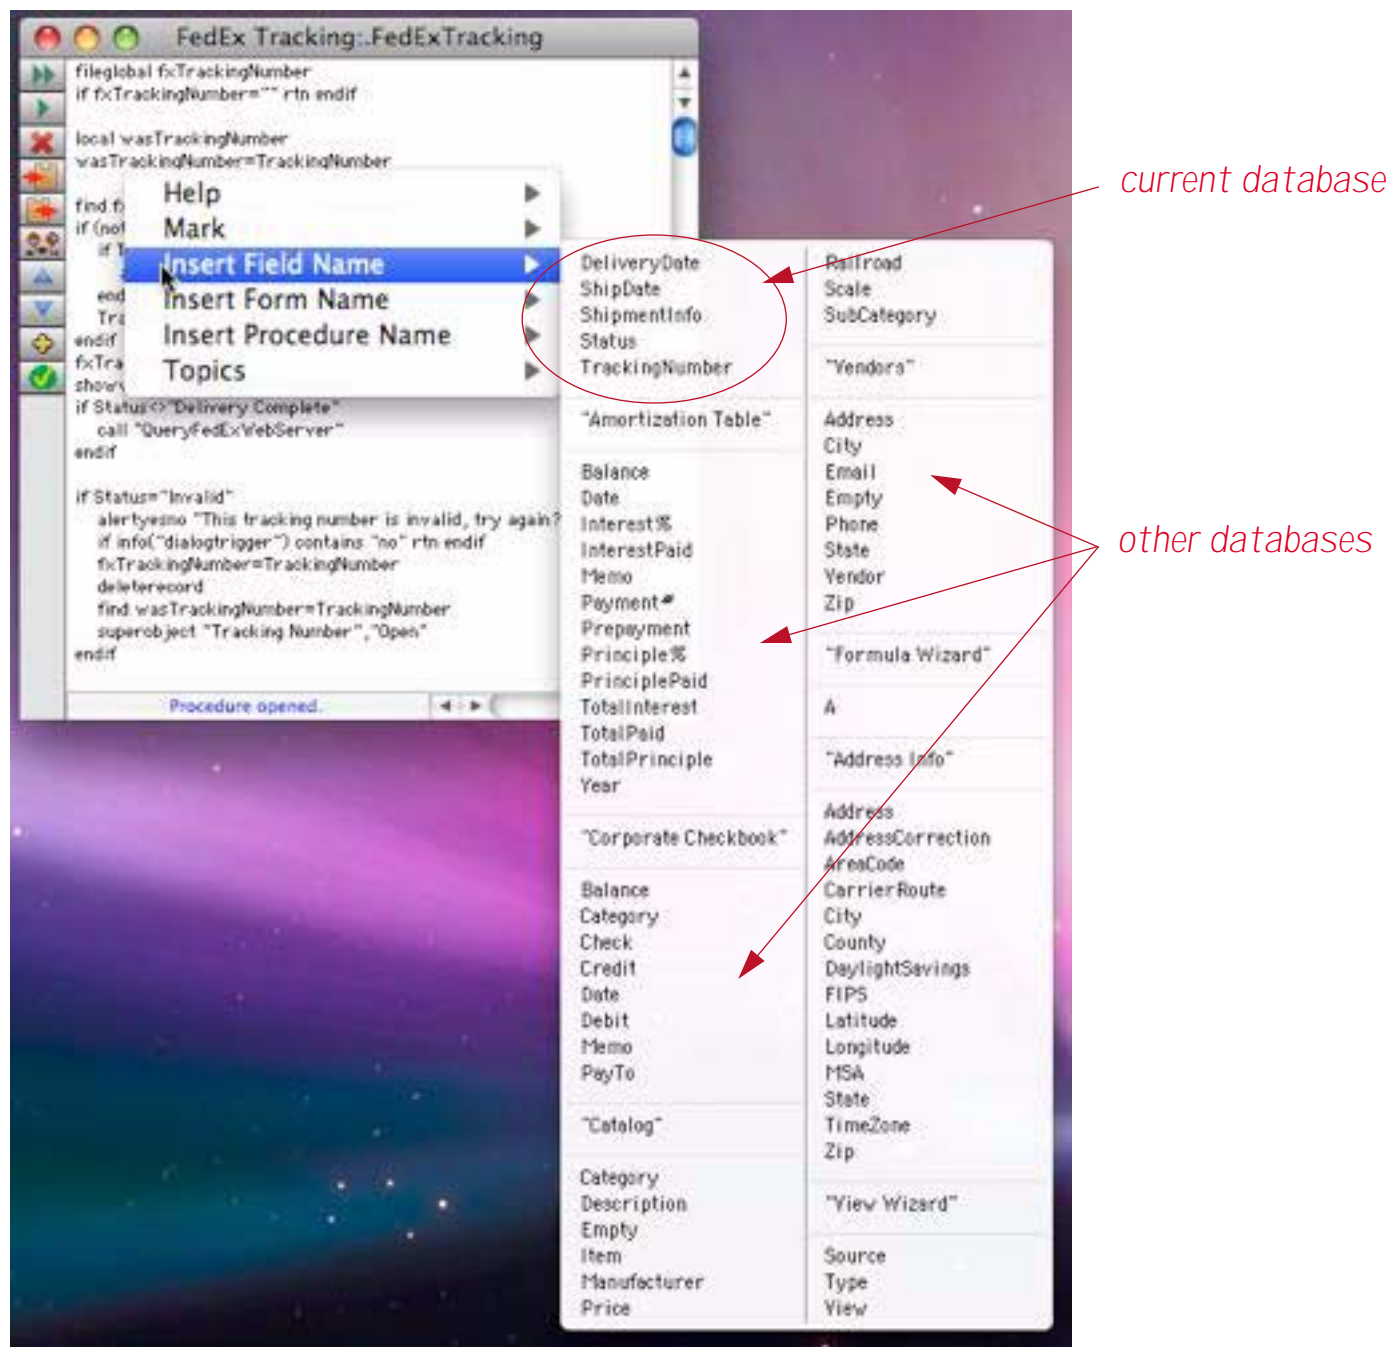 FedEx Tracking:.FedExTracking
fileglobal fxTrackingNumber
if fxTrackingNumber="" rtn endif
local wasTrackingNumber
wasTrackingNumber=TrackingNumber
find
if (not
if
end
endif
show
if Status<>"Delivery Complete"
call "QueryFedExWebServer"
endif
if Status="Invalid"
alertyesno "This tracking number is invalid, try again?
if info("dialogtrigger") contains "no" rtn endif
fxTrackingNumber=TrackingNumber
deleterecord
find wasTrackingNumber=TrackingNumber
superobject "Tracking Number","Open"
endif
Procedure opened.
Help
Mark
Insert Field Name
Insert Form Name
Insert Procedure Name
Topics
DeliveryDate
ShipDate
ShipmentInfo
Status
TrackingNumber
"Amortization Table"
Balance
Date
Interest%
InterestPaid
Memo
Payment#
Prepayment
Principle%
PrinciplePaid
TotalInterest
TotalPaid
TotalPrinciple
Year
"Corporate Checkbook"
Balance
Category
Check
Credit
Date
Debit
Memo
PayTo
"Catalog"
Category
Description
Empty
Item
Manufacturer
Price
Railroad
Scale
SubCategory
"Vendors"
Address
City
Email
Empty
Phone
State
Vendor
Zip
"Formula Wizard"
A
"Address Info"
Address
AddressCorrection
AreaCode
CarrierRoute
City
County
DaylightSavings
FIPS
Latitude
Longitude
MSA
State
TimeZone
Zip
"View Wizard"
Source
Type
View
current database
other databases